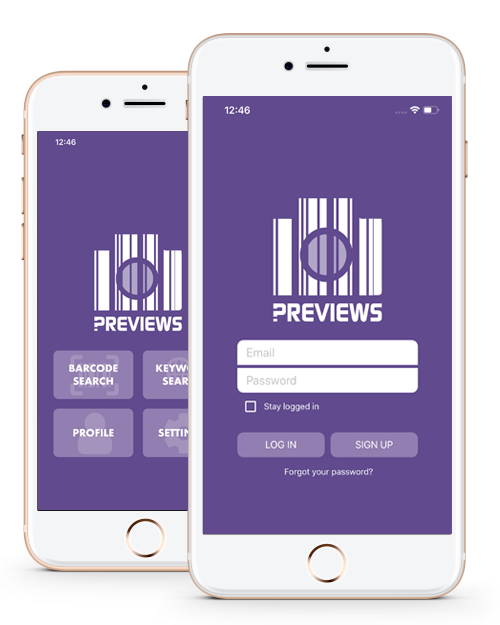 12:46
PREVIEWS
BARCODE
SEARCH
KEYWO
SEAR
PROFILE
SETTIN
12:46
PREVIEWS
Email
Password
Stay logged in
LOG IN
SIGN UP
Forgot your password?